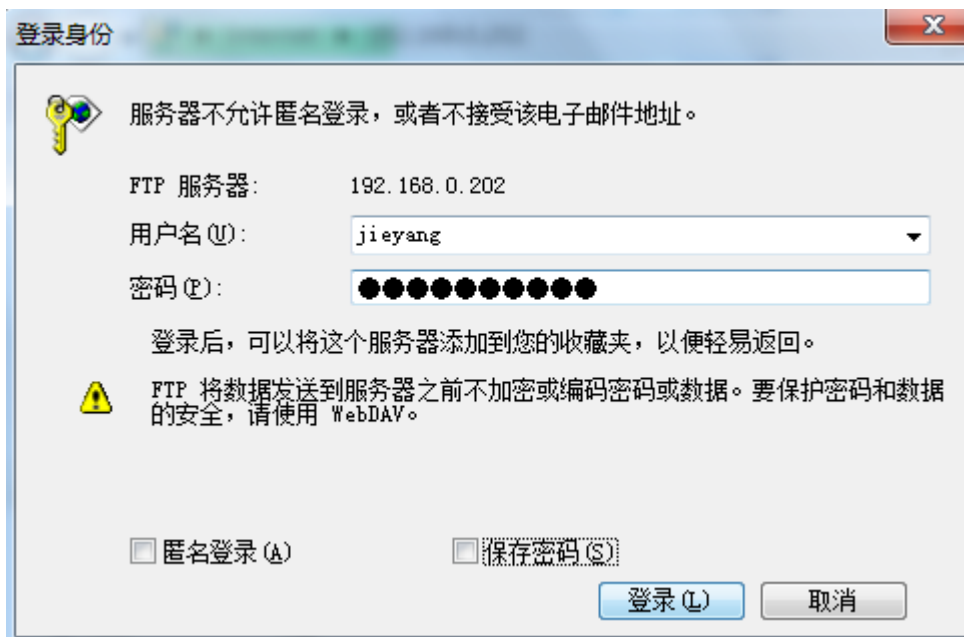 登录身份
服务器不允许匿名登录，或者不接受该电子邮件地址。
FTP 服务器: 192.168.0.202
用户名(U): jieyang
密码(P): ●●●●●●●●●●
登录后，可以将这个服务器添加到您的收藏夹，以便轻易返回。
FTP 将数据发送到服务器之前不加密或编码密码或数据。要保护密码和数据
的安全，请使用 WebDAV。
匿名登录(A) 保存密码(S)
登录(L) 取消